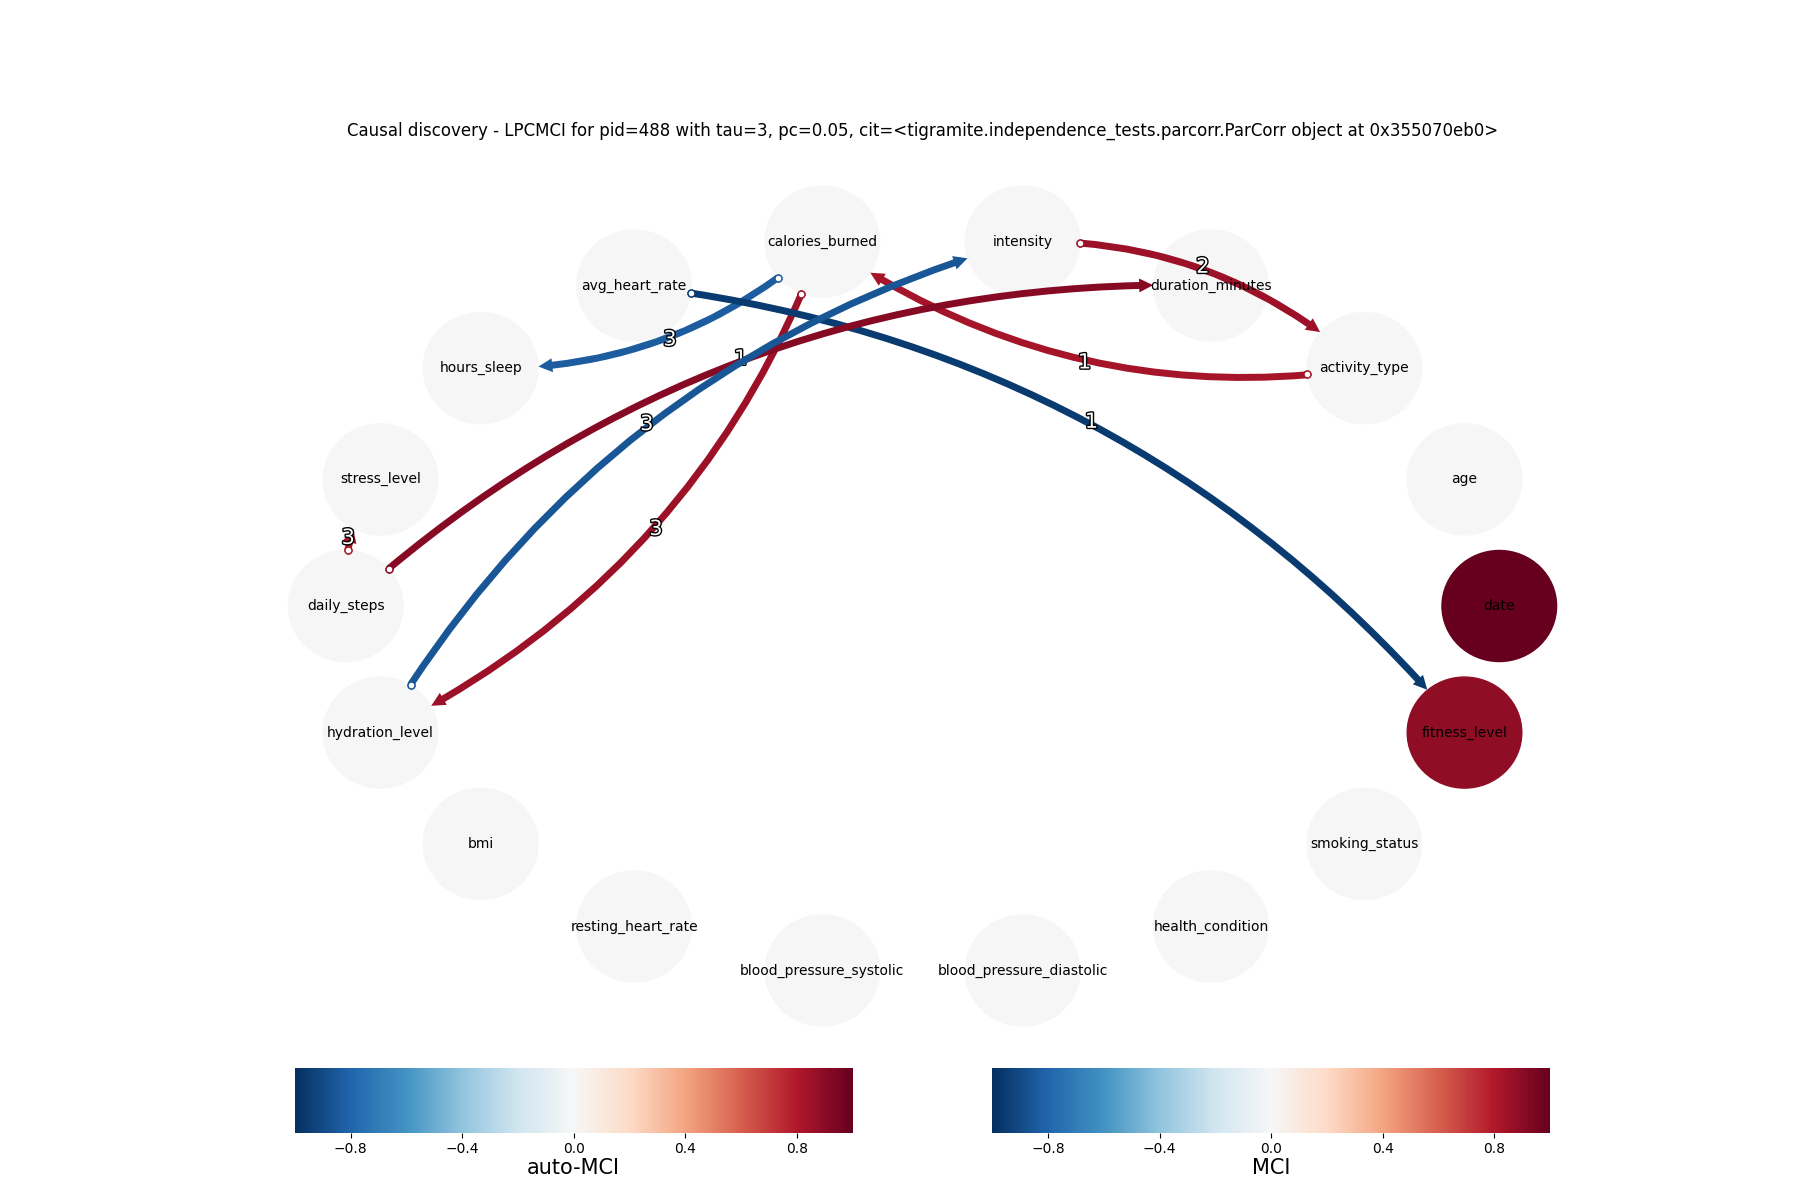 Causal discovery - LPCMCI for pid=488 with tau=3, pc=0.05, cit=<tigramite.independence_tests.parcorr.ParCorr object at 0x355070eb0>
calories_burned
intensity
2
avg_heart_rate
duration_minutes
3
1
1
hours_sleep
activity_type
3
1
stress_level
age
3
3
daily_steps
date
hydration_level
fitness_level
bmi
smoking_status
resting_heart_rate
health_condition
blood_pressure_systolic
blood_pressure_diastolic
−0.8 −0.4 0.0 0.4 0.8
auto-MCI
−0.8 −0.4 0.0 0.4 0.8
MCI